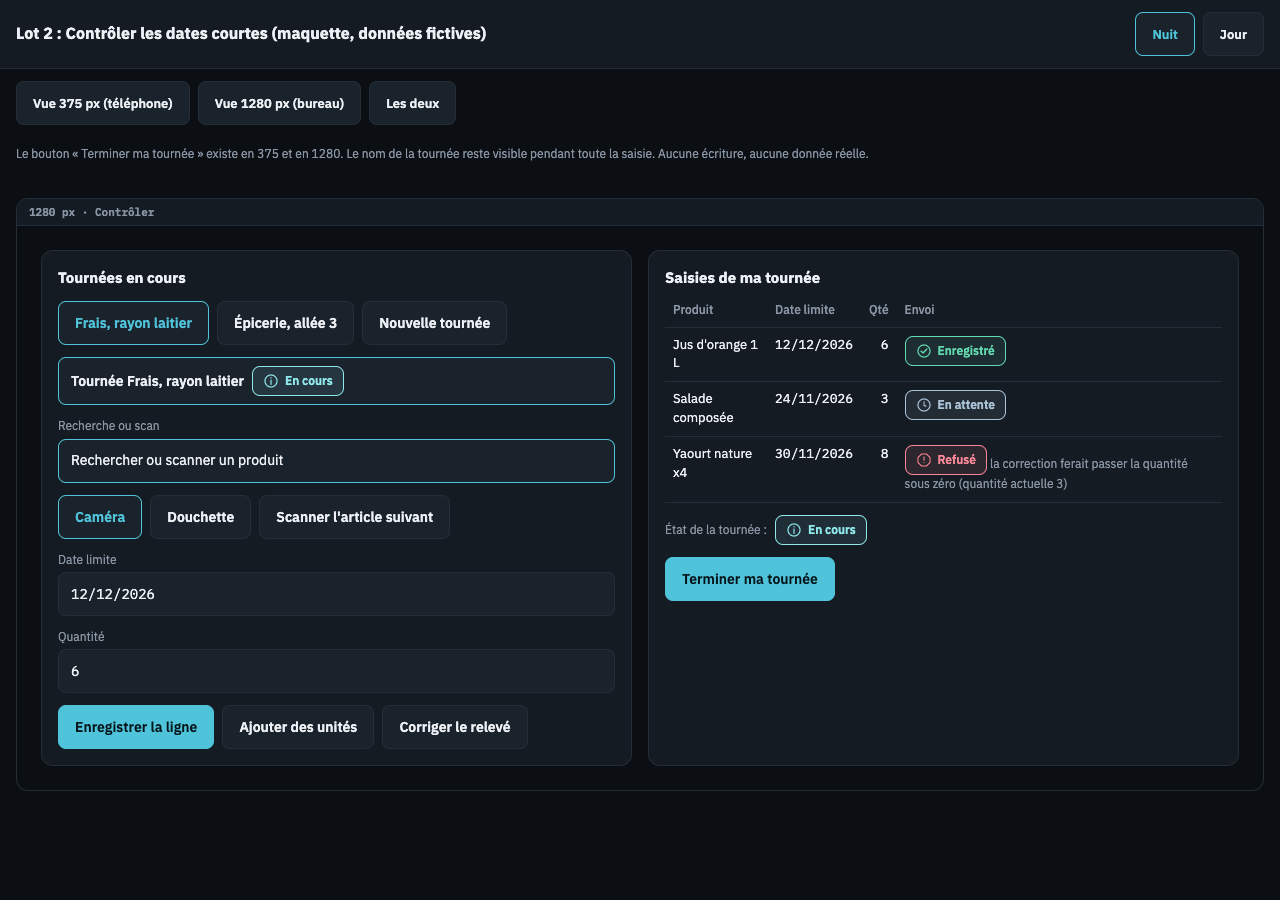 Lot 2 : Contrôler les dates courtes (maquette, données fictives)
Nuit
Jour
Vue 375 px (téléphone)
Vue 1280 px (bureau)
Les deux
Le bouton « Terminer ma tournée » existe en 375 et en 1280. Le nom de la tournée reste visible pendant toute la saisie. Aucune écriture, aucune donnée réelle.
1280 px · Contrôler
Tournées en cours
Frais, rayon laitier
Épicerie, allée 3
Nouvelle tournée
Tournée Frais, rayon laitier
En cours
Recherche ou scan
Rechercher ou scanner un produit
Caméra
Douchette
Scanner l'article suivant
Date limite
12/12/2026
Quantité
6
Enregistrer la ligne
Ajouter des unités
Corriger le relevé
Saisies de ma tournée
Produit Date limite Qté Envoi
Jus d'orange 1 12/12/2026 6 Enregistré
L
Salade 24/11/2026 3 En attente
composée
Yaourt nature 30/11/2026 8 Refusé la correction ferait passer la quantité
x4 sous zéro (quantité actuelle 3)
État de la tournée : En cours
Terminer ma tournée